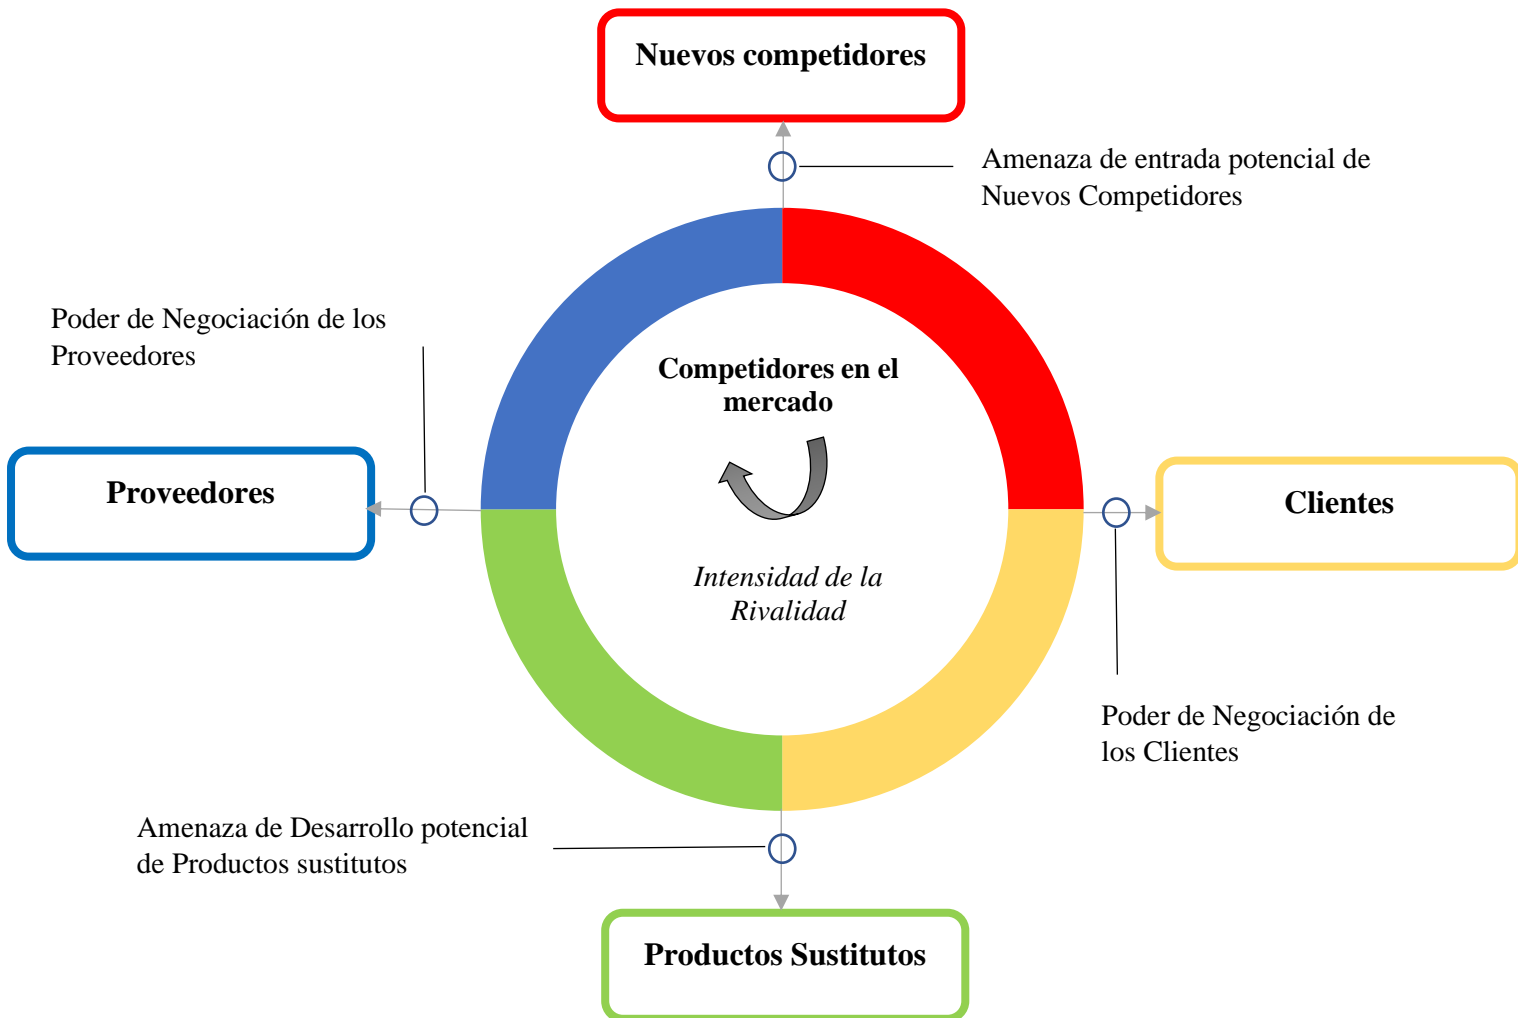 Nuevos competidores
Amenaza de entrada potencial de
Nuevos Competidores
Poder de Negociación de los
Proveedores
Competidores en el
mercado
Proveedores
Clientes
Intensidad de la
Rivalidad
Poder de Negociación de
los Clientes
Amenaza de Desarrollo potencial
de Productos sustitutos
Productos Sustitutos